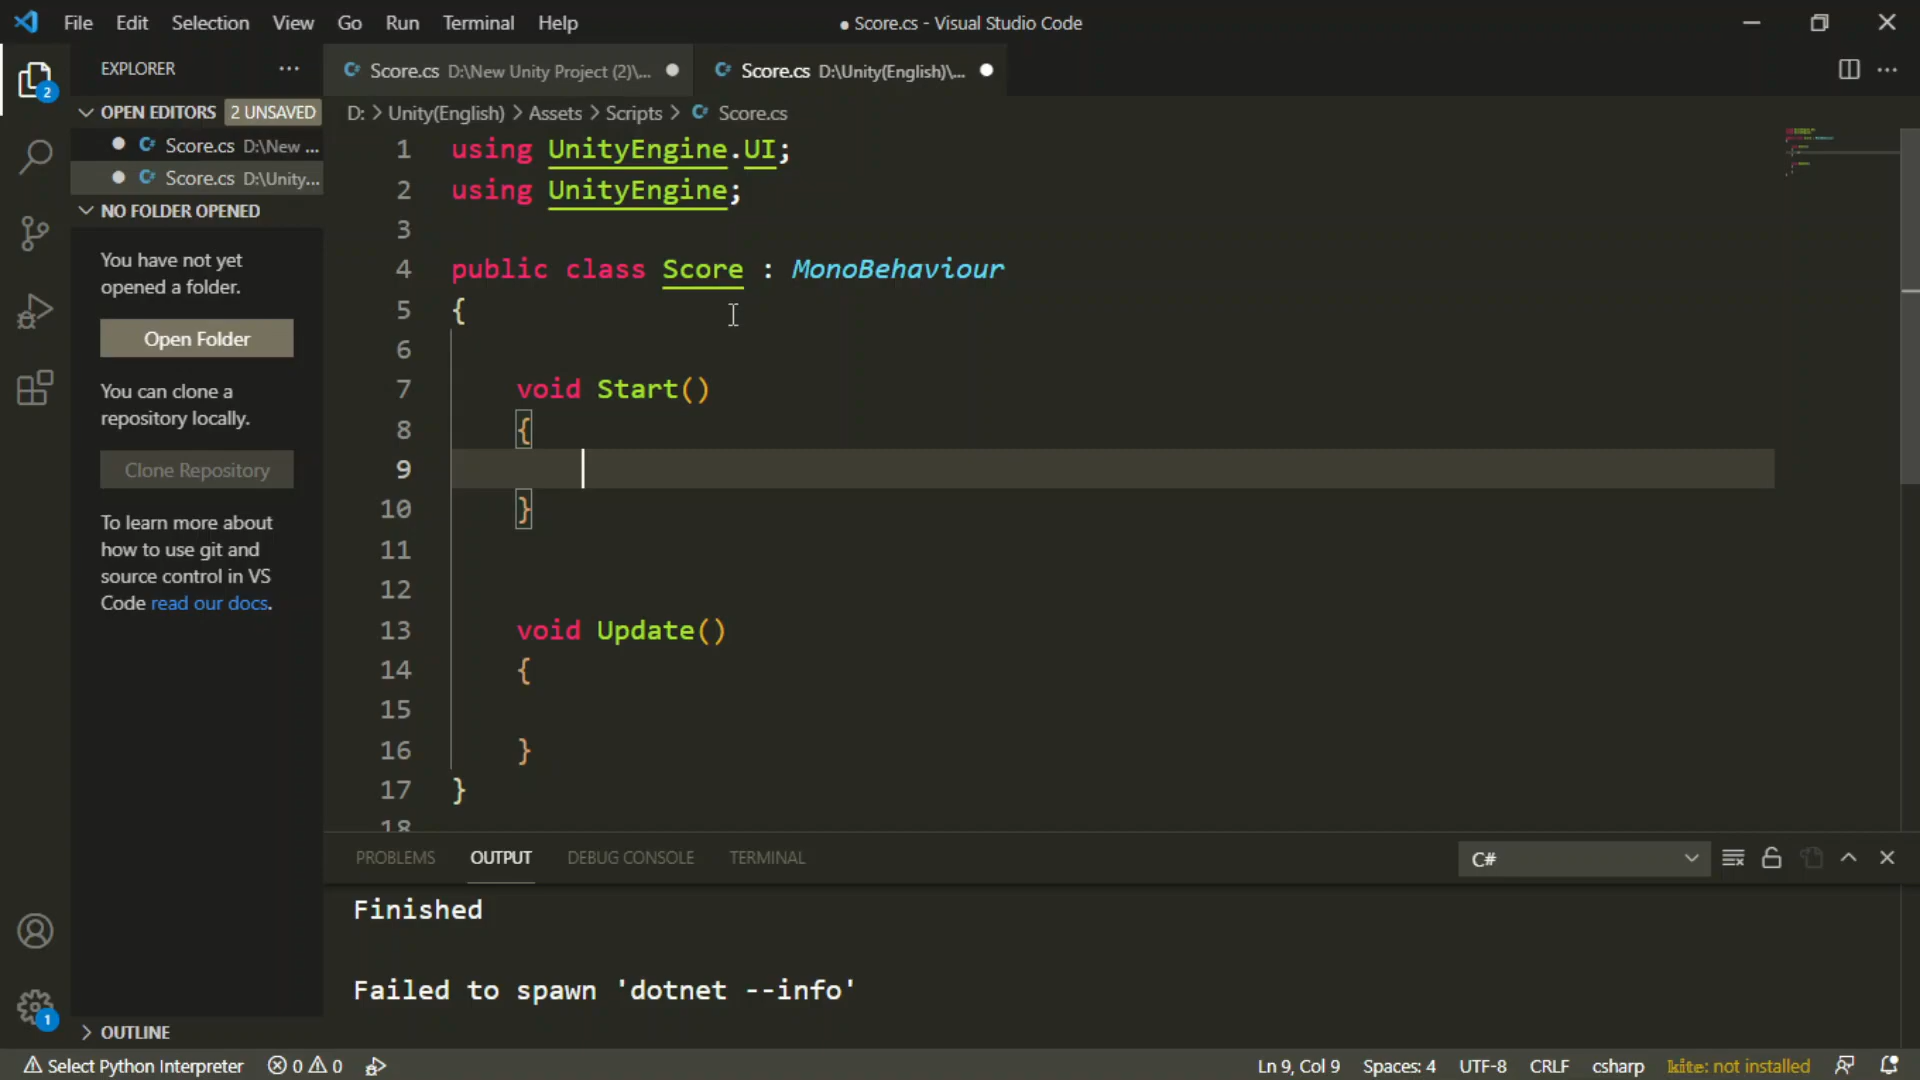 File Edit Selection View Go Run Terminal Help ● Score.cs - Visual Studio Code
EXPLORER
Score.cs D:\New Unity Project (2)\...
Score.cs D:\Unity(English)\...
2
OPEN EDITORS 2 UNSAVED
Score.cs D:\New ...
Score.cs D:\Unity...
NO FOLDER OPENED
You have not yet
opened a folder.
Open Folder
You can clone a
repository locally.
Clone Repository
To learn more about
how to use git and
source control in VS
Code read our docs.
OUTLINE
1
D: > Unity(English) > Assets > Scripts > Score.cs
1 using UnityEngine.UI;
2 using UnityEngine;
3
4 public class Score : MonoBehaviour
5 {
6
7 void Start()
8 {
9
10 }
11
12
13 void Update()
14 {
15
16 }
17 }
18
PROBLEMS OUTPUT DEBUG CONSOLE TERMINAL C#
Finished
Failed to spawn 'dotnet --info'
Select Python Interpreter 0 0 Ln 9, Col 9 Spaces: 4 UTF-8 CRLF csharp kite: not installed